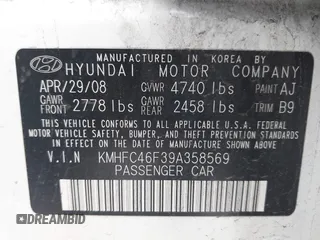 MANUFACTURED IN KOREA BY
HYUNDAI MOTOR COMPANY
APR/29/08 GVWR 4740 lbs PAINT AJ
GAWR FRONT 2778 lbs GAWR REAR 2458 lbs TRIM B9
THIS VEHICLE CONFORMS TO ALL APPLICABLE FEDERAL
MOTOR VEHICLE SAFETY, BUMPER, AND THEFT PREVENTION
STANDARDS IN EFFECT ON THE DATE OF MANUFACTURE
SHOWN ABOVE.
V.I.N KMHFC46F39A358569
PASSENGER CAR
DREAMBID